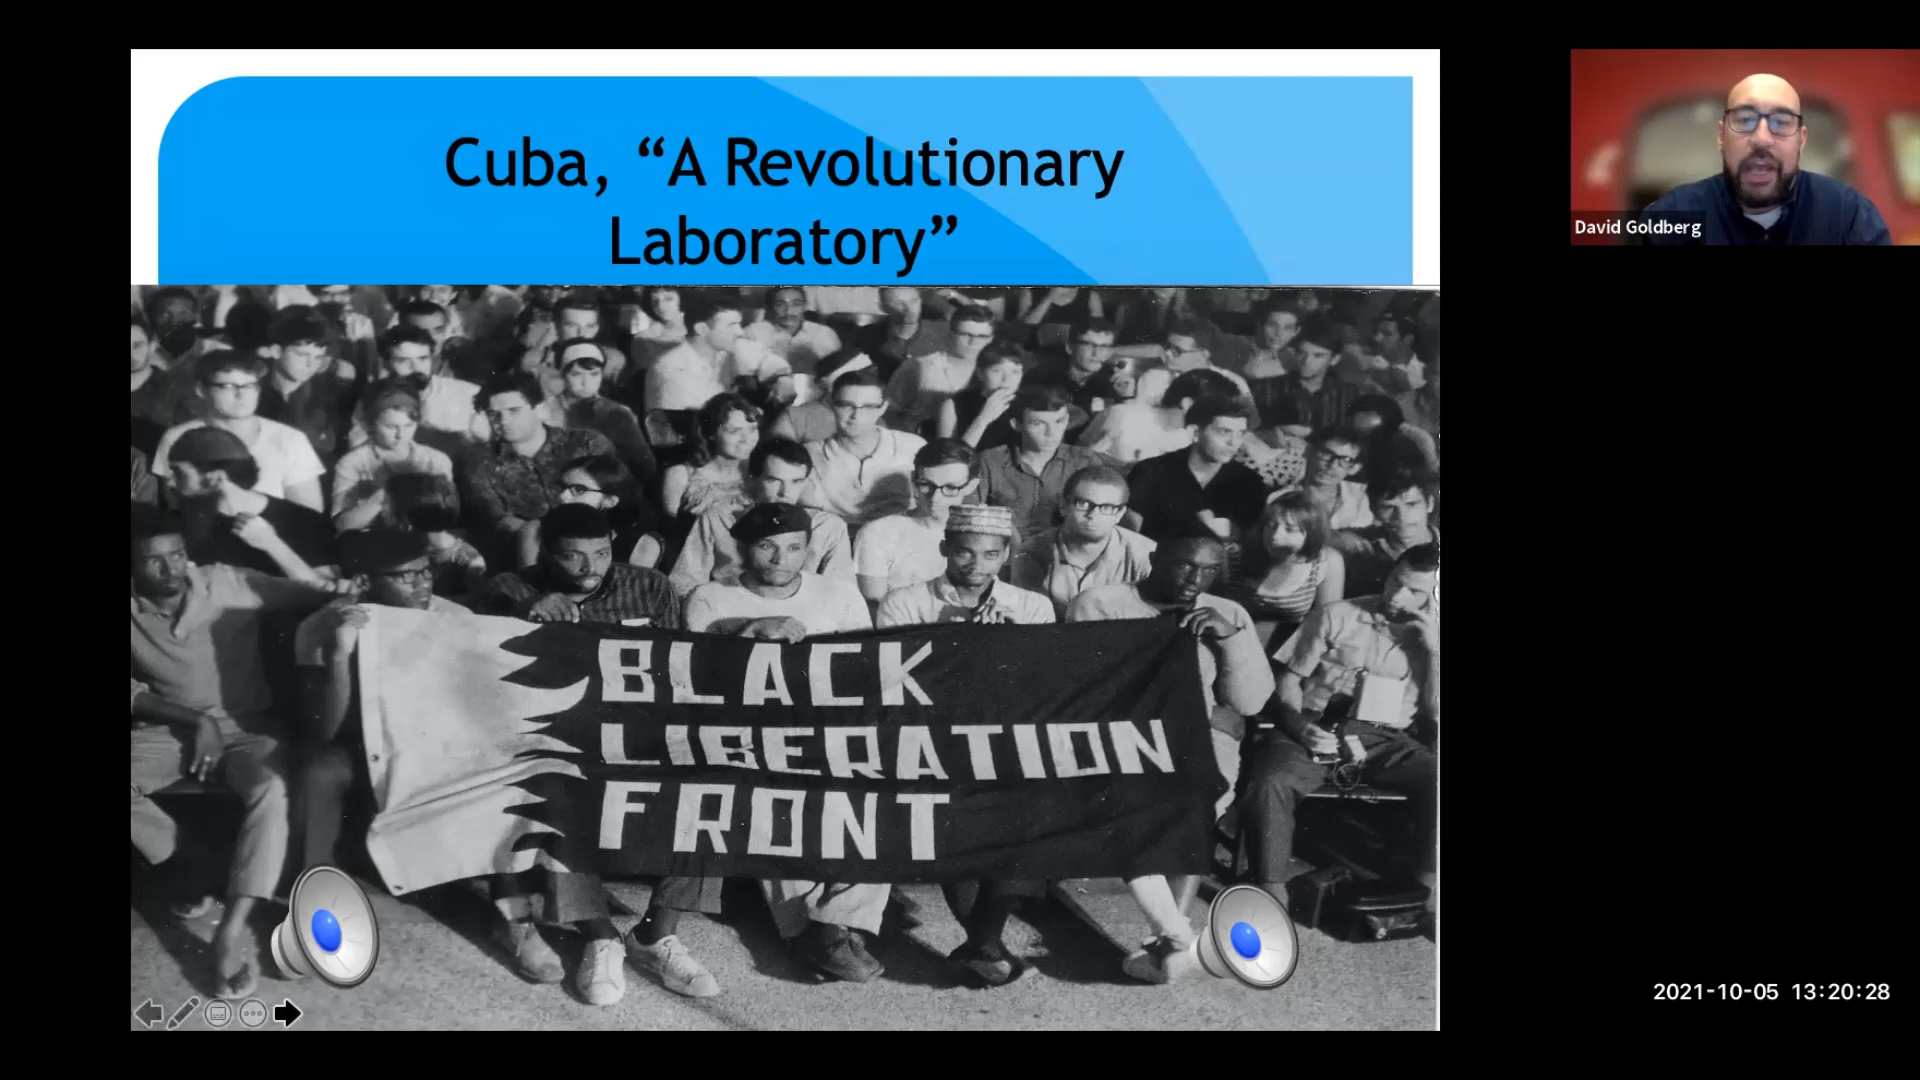 Cuba, “A Revolutionary
Laboratory”
David Goldberg
BLACK
LIBERATION
FRONT
2021-10-05 13:20:28